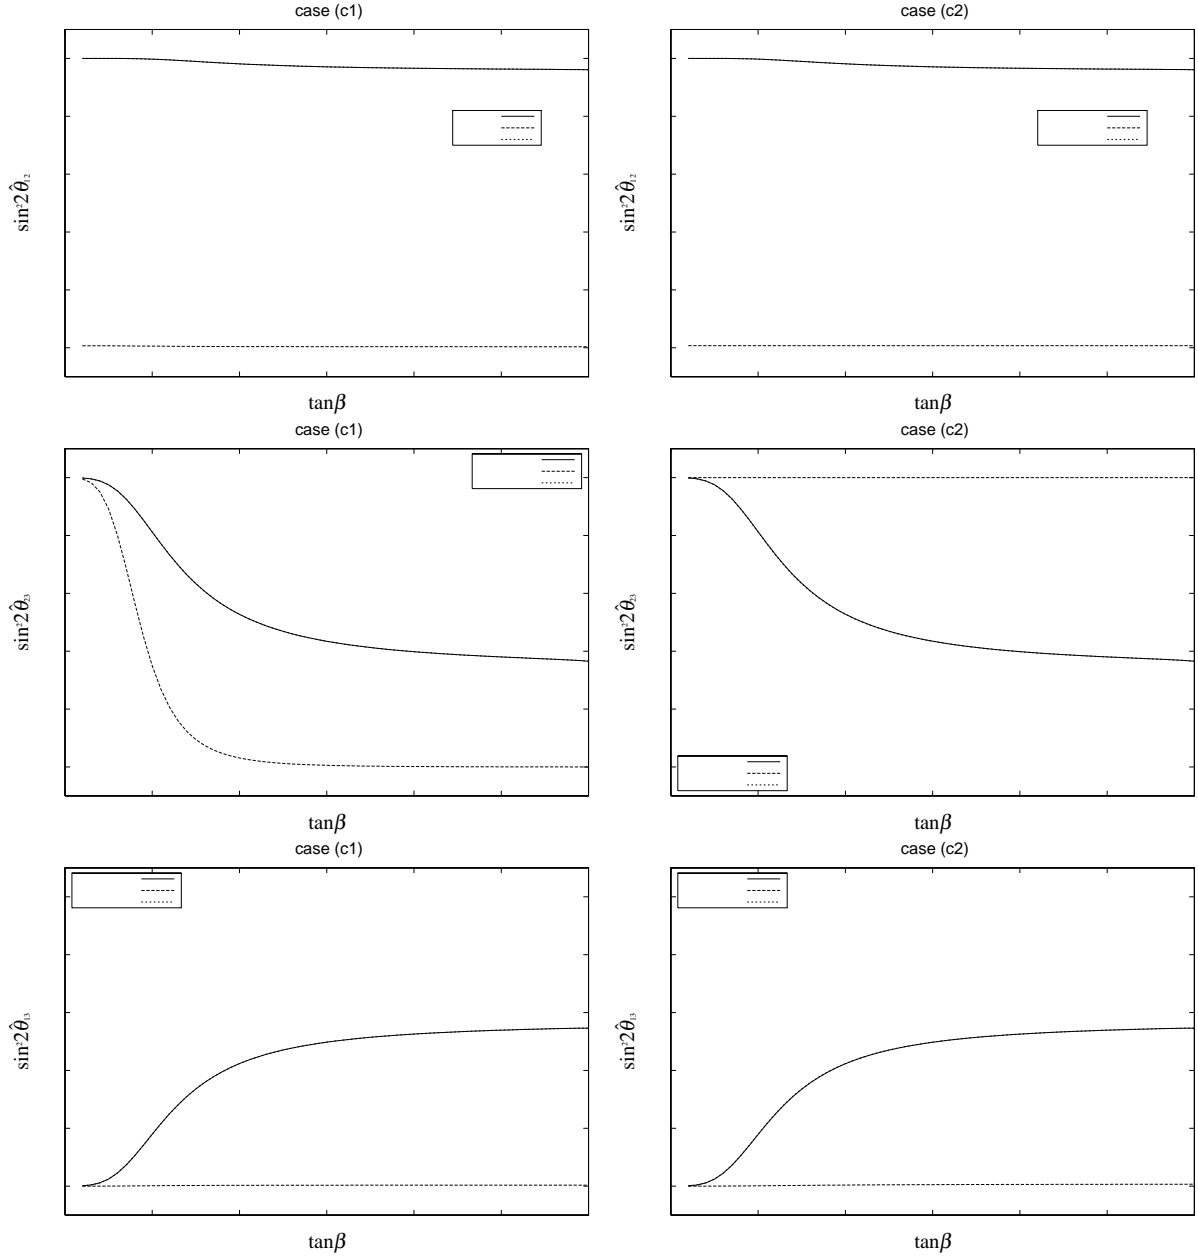 case (c1)
case (c2)
sin²2θ̂₁₂
sin²2θ̂₁₂
tanβ
tanβ
case (c1)
case (c2)
sin²2θ̂₂₃
sin²2θ̂₂₃
tanβ
tanβ
case (c1)
case (c2)
sin²2θ̂₁₃
sin²2θ̂₁₃
tanβ
tanβ